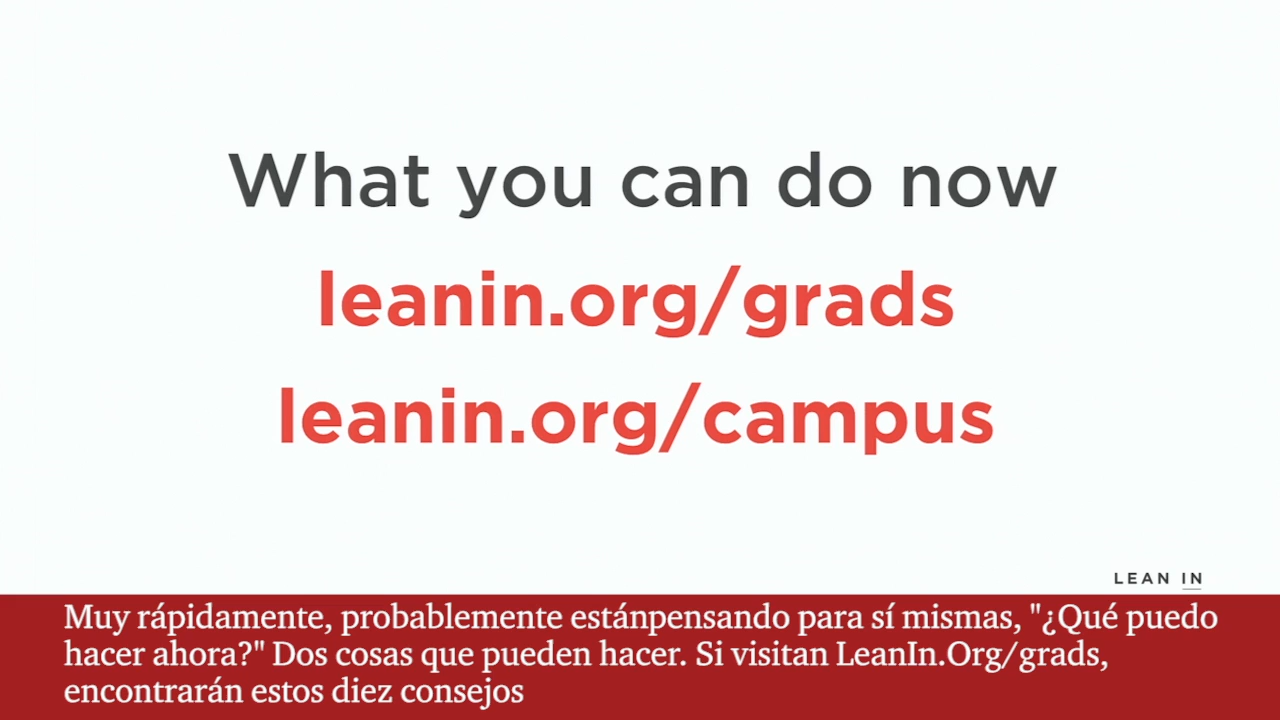 What you can do now
leanin.org/grads
leanin.org/campus
LEAN IN
Muy rápidamente, probablemente estánpensando para sí mismas, "¿Qué puedo
hacer ahora?" Dos cosas que pueden hacer. Si visitan LeanIn.Org/grads,
encontrarán estos diez consejos